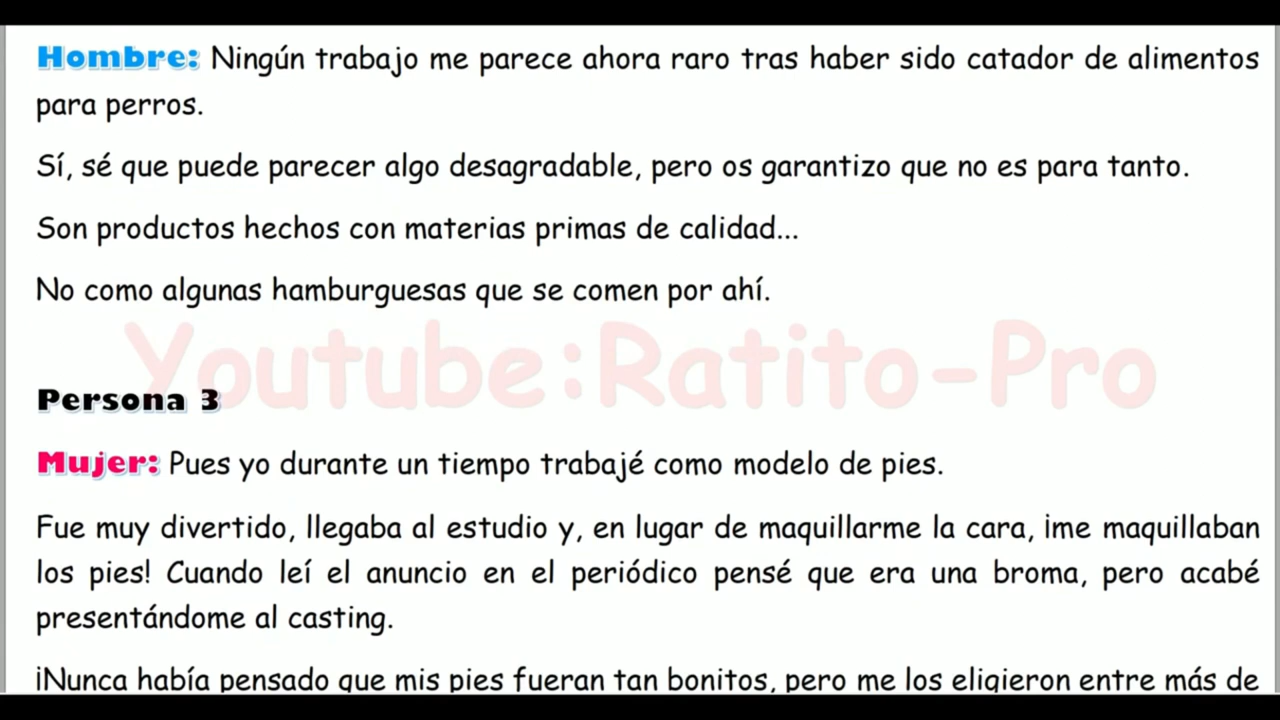 Hombre: Ningún trabajo me parece ahora raro tras haber sido catador de alimentos
para perros.
Sí, sé que puede parecer algo desagradable, pero os garantizo que no es para tanto.
Son productos hechos con materias primas de calidad...
No como algunas hamburguesas que se comen por ahí.
Youtube:Ratito-Pro
Persona 3
Mujer: Pues yo durante un tiempo trabajé como modelo de pies.
Fue muy divertido, llegaba al estudio y, en lugar de maquillarme la cara, ¡me maquillaban
los pies! Cuando leí el anuncio en el periódico pensé que era una broma, pero acabé
presentándome al casting.
¡Nunca había pensado que mis pies fueran tan bonitos, pero me los eligieron entre más de